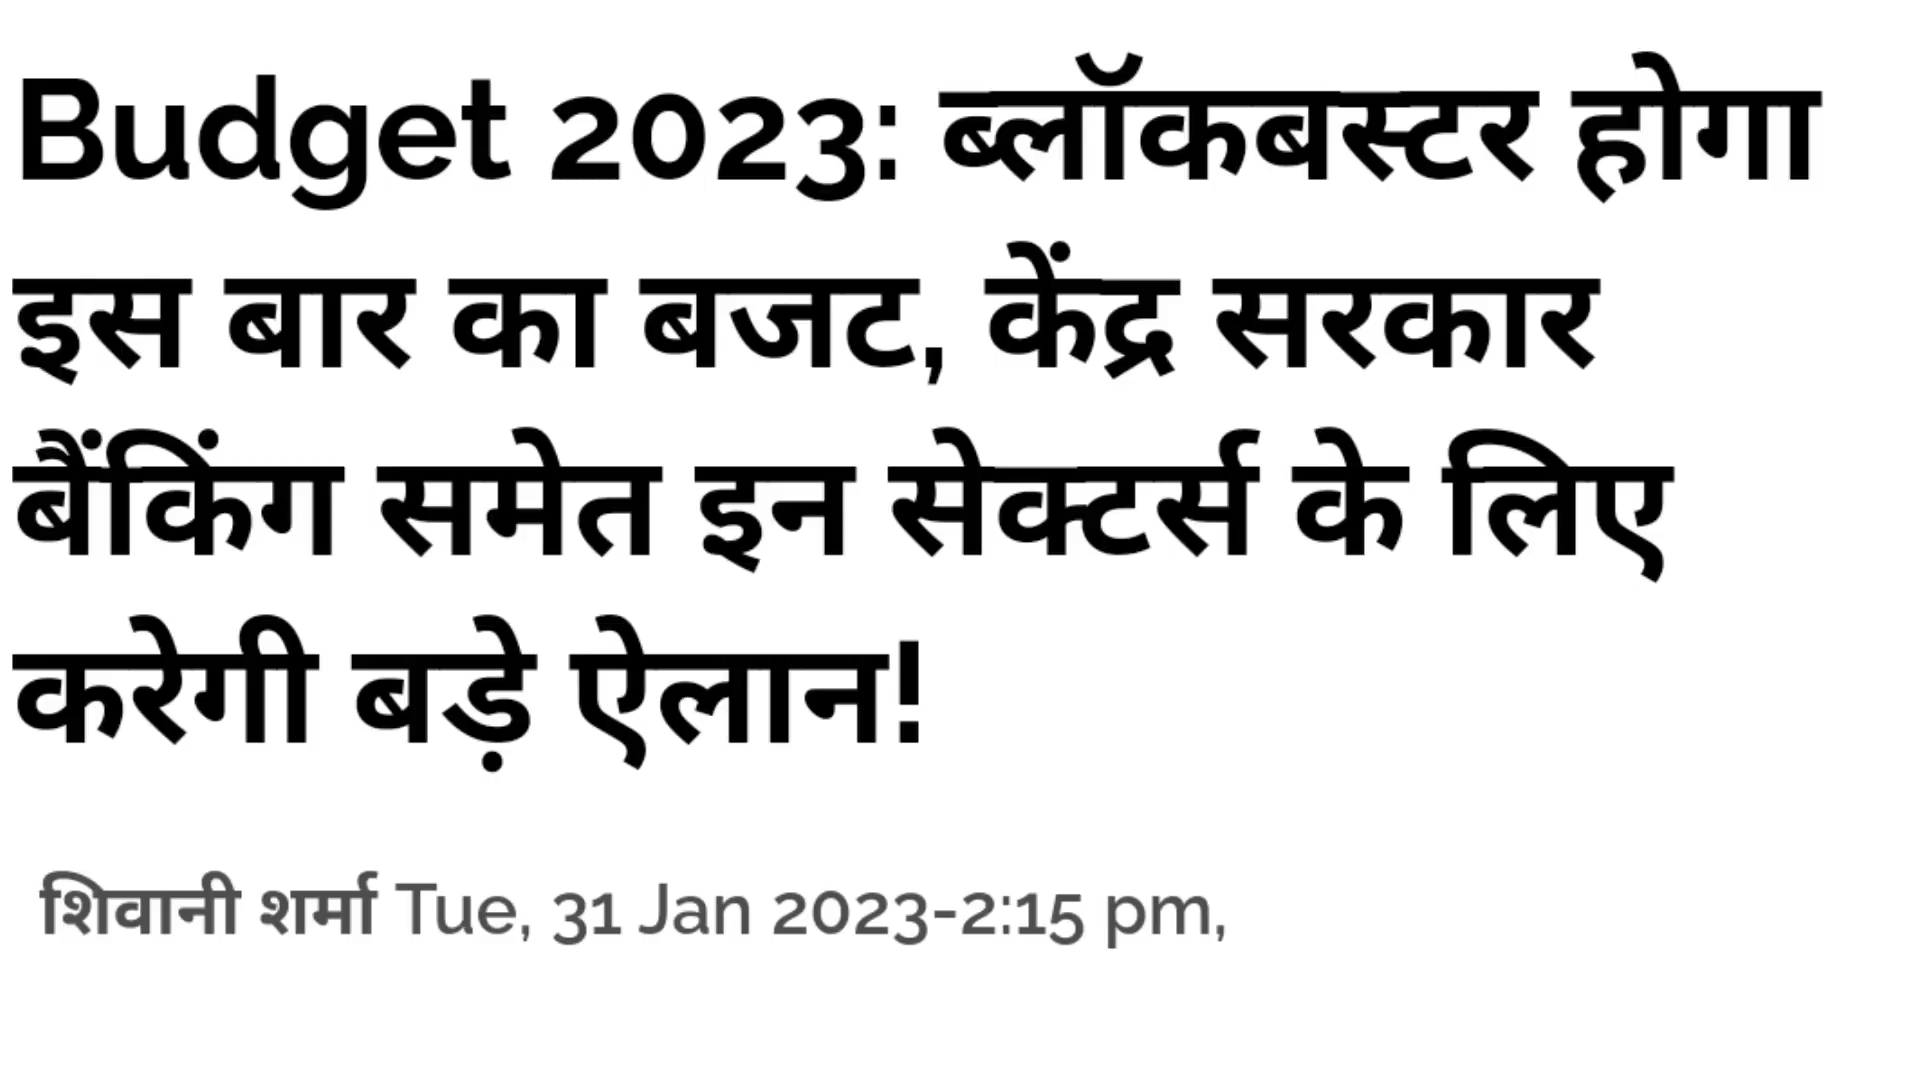 Budget 2023: ब्लॉकबस्टर होगा
इस बार का बजट, केंद्र सरकार
बैंकिंग समेत इन सेक्टर्स के लिए
करेगी बड़े ऐलान!
शिवानी शर्मा Tue, 31 Jan 2023-2:15 pm,